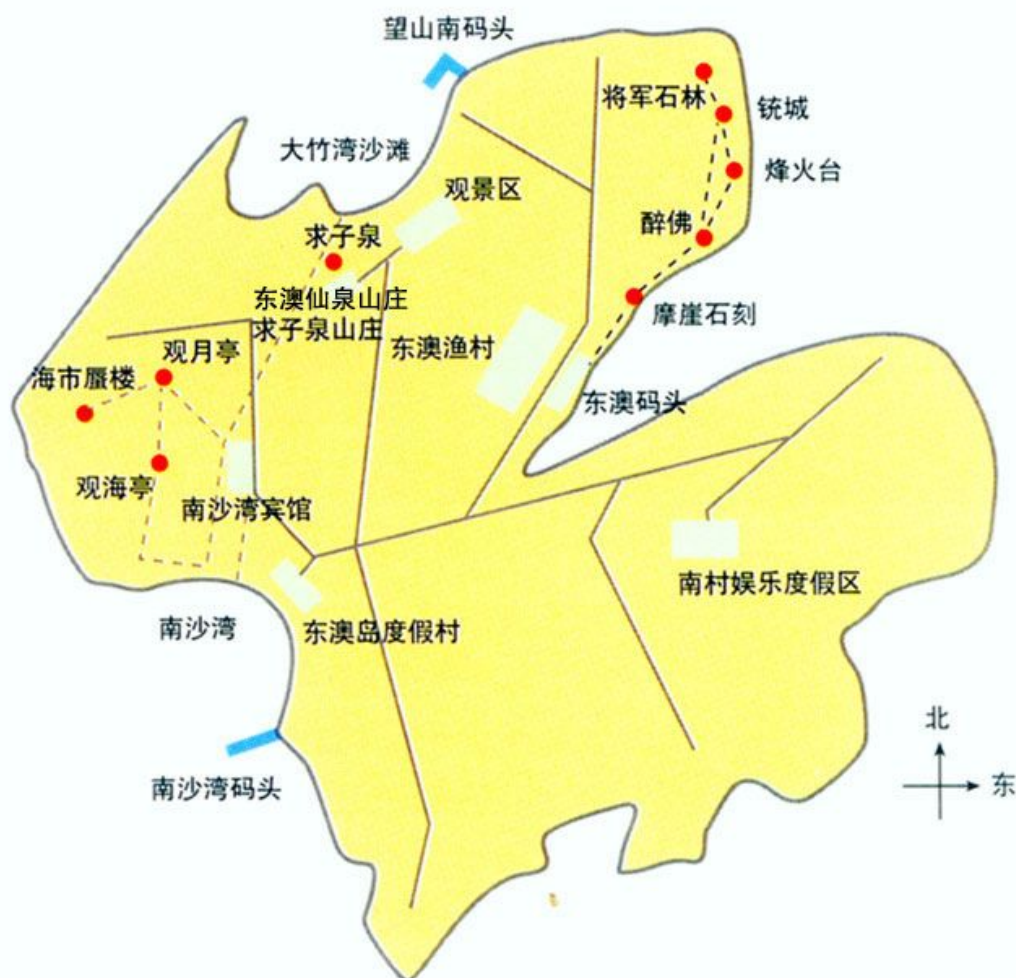 望山南码头
将军石林
铳城
大竹湾沙滩
烽火台
观景区
醉佛
求子泉
东澳仙泉山庄
求子泉山庄
摩崖石刻
东澳渔村
观月亭
海市蜃楼
东澳码头
观海亭
南沙湾宾馆
南村娱乐度假区
南沙湾
东澳岛度假村
北
南沙湾码头
东